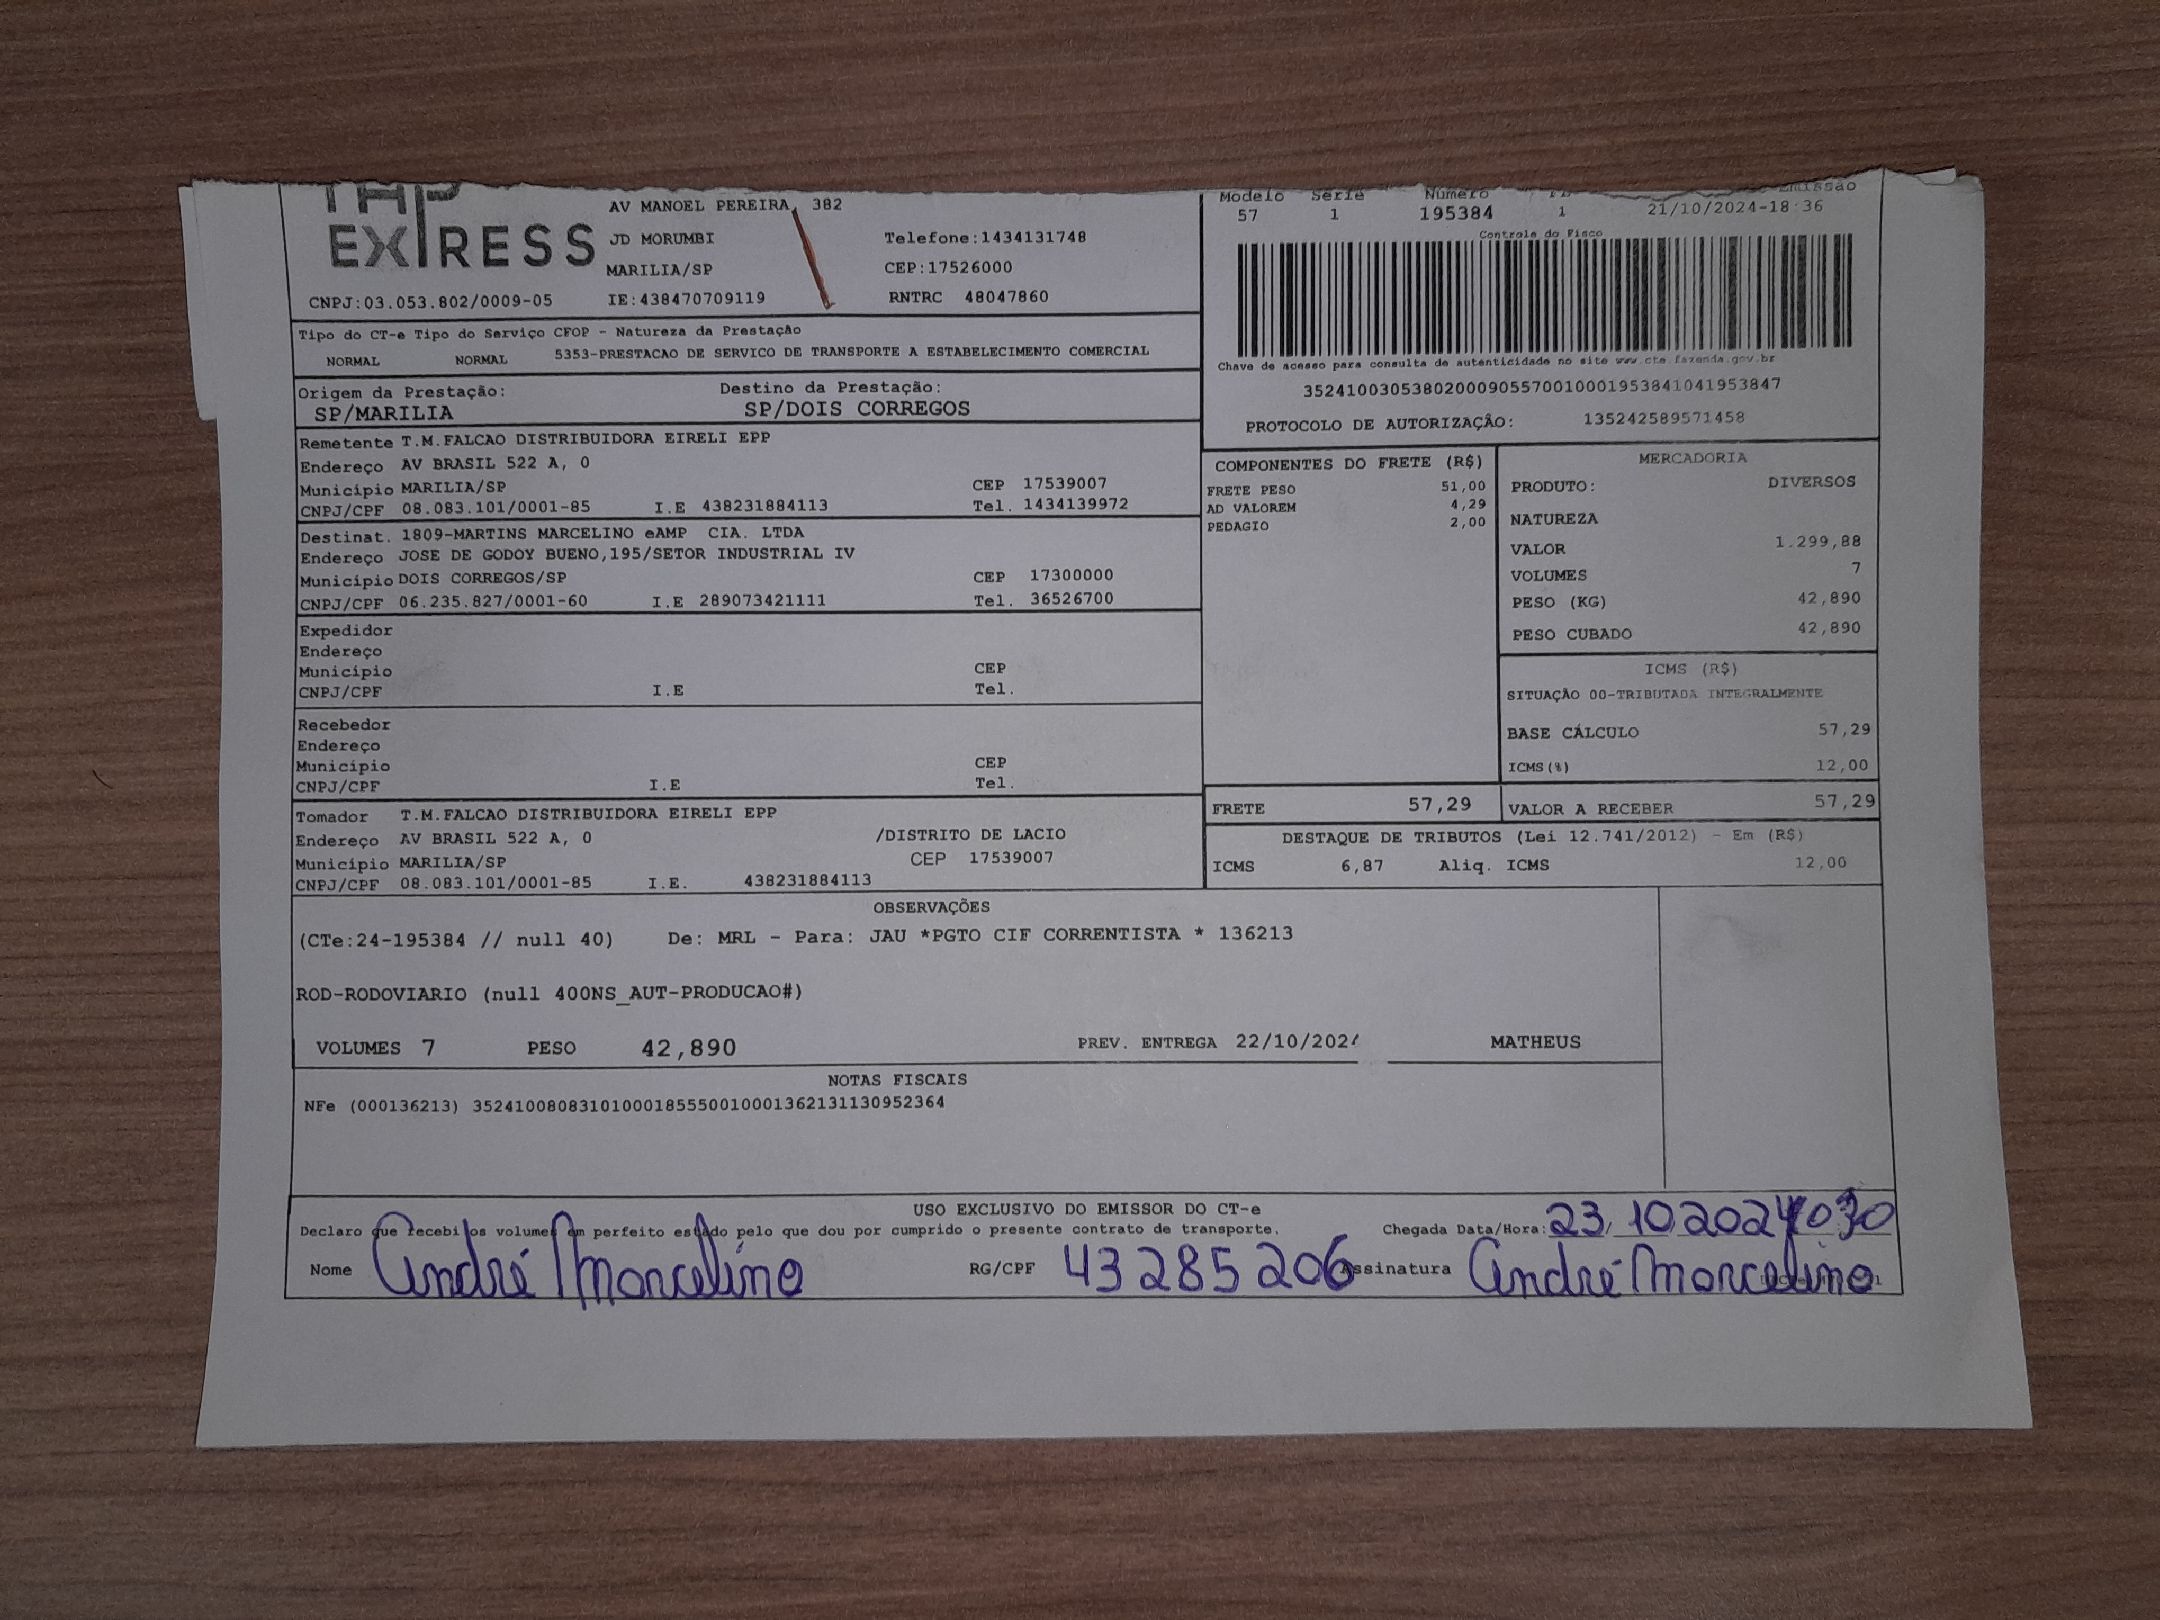 TAP
EXPRESS
AV MANOEL PEREIRA, 382
JD MORUMBI Telefone:1434131748
MARILIA/SP CEP:17526000
CNPJ:03.053.802/0009-05 IE:438470709119 RNTRC 48047860
Modelo Série Número Emissão
57 1 195384 1 21/10/2024-18:36
Controle do Fisco
Chave de acesso para consulta de autenticidade no site www.cte.fazenda.gov.br
35241003053802000905570010001953841041953847
PROTOCOLO DE AUTORIZAÇÂO: 135242589571458
Tipo do CT-e Tipo do Serviço CFOP - Natureza da Prestação
NORMAL NORMAL 5353-PRESTACAO DE SERVICO DE TRANSPORTE A ESTABELECIMENTO COMERCIAL
Origem da Prestação: Destino da Prestação:
SP/MARILIA SP/DOIS CORREGOS
Remetente T.M.FALCAO DISTRIBUIDORA EIRELI EPP
Endereço AV BRASIL 522 A, 0
Município MARILIA/SP CEP 17539007
CNPJ/CPF 08.083.101/0001-85 I.E 438231884113 Tel. 1434139972
Destinat. 1809-MARTINS MARCELINO eAMP CIA. LTDA
Endereço JOSE DE GODOY BUENO,195/SETOR INDUSTRIAL IV
Município DOIS CORREGOS/SP CEP 17300000
CNPJ/CPF 06.235.827/0001-60 I.E 289073421111 Tel. 36526700
Expedidor
Endereço
Município CEP
CNPJ/CPF I.E Tel.
Recebedor
Endereço
Município CEP
CNPJ/CPF I.E Tel.
Tomador T.M.FALCAO DISTRIBUIDORA EIRELI EPP
Endereço AV BRASIL 522 A, 0 /DISTRITO DE LACIO
Município MARILIA/SP CEP 17539007
CNPJ/CPF 08.083.101/0001-85 I.E. 438231884113
COMPONENTES DO FRETE (R$)
FRETE PESO 51,00
AD VALOREM 4,29
PEDAGIO 2,00
MERCADORIA
PRODUTO: DIVERSOS
NATUREZA
VALOR 1.299,88
VOLUMES 7
PESO (KG) 42,890
PESO CUBADO 42,890
ICMS (R$)
SITUAÇÃO 00-TRIBUTADA INTEGRALMENTE
BASE CÁLCULO 57,29
ICMS(%) 12,00
FRETE 57,29 VALOR A RECEBER 57,29
DESTAQUE DE TRIBUTOS (Lei 12.741/2012) - Em (R$)
ICMS 6,87 Aliq. ICMS 12,00
OBSERVAÇÕES
(CTe:24-195384 // null 40) De: MRL - Para: JAU *PGTO CIF CORRENTISTA * 136213
ROD-RODOVIARIO (null 400NS_AUT-PRODUCAO#)
VOLUMES 7 PESO 42,890 PREV. ENTREGA 22/10/2024 MATHEUS
NOTAS FISCAIS
NFe (000136213) 35241008083101000185550010001362131130952364
USO EXCLUSIVO DO EMISSOR DO CT-e
Declaro que recebi os volumes em perfeito estado pelo que dou por cumprido o presente contrato de transporte. Chegada Data/Hora: 23,10 2024
Nome André Marcelino RG/CPF 43285206 Assinatura André Marcelino